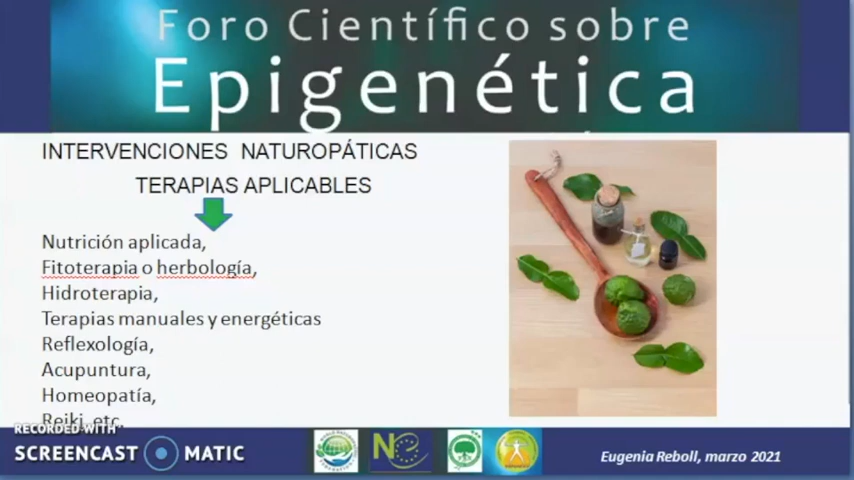 Foro Científico sobre
Epigenética
INTERVENCIONES NATUROPÁTICAS
TERAPIAS APLICABLES
Nutrición aplicada,
Fitoterapia o herbología,
Hidroterapia,
Terapias manuales y energéticas
Reflexología,
Acupuntura,
Homeopatía,
Reiki, etc.
RECORDED WITH
SCREENCAST MATIC
Eugenia Reboll, marzo 2021